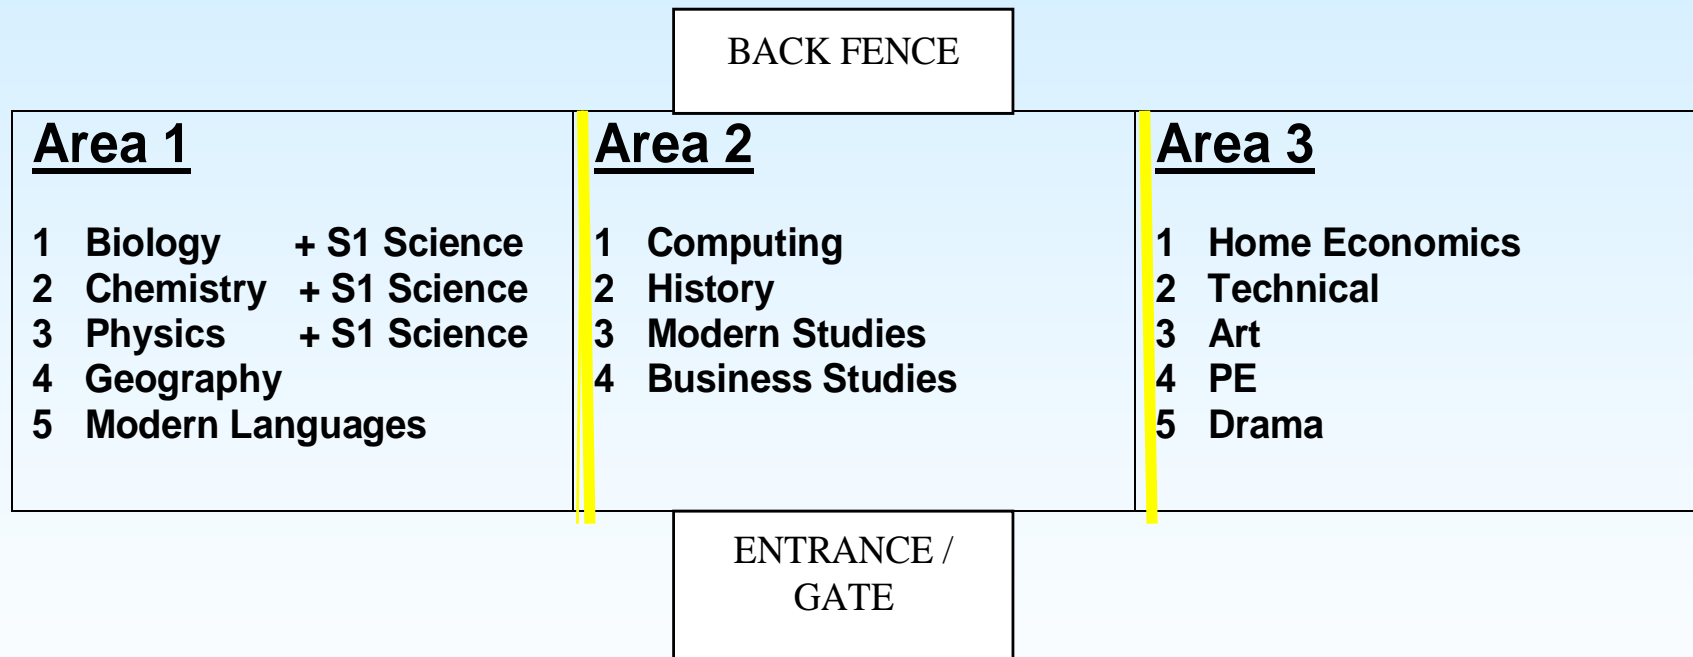 BACK FENCE
Area 1
1 Biology + S1 Science
2 Chemistry + S1 Science
3 Physics + S1 Science
4 Geography
5 Modern Languages
Area 2
1 Computing
2 History
3 Modern Studies
4 Business Studies
Area 3
1 Home Economics
2 Technical
3 Art
4 PE
5 Drama
ENTRANCE /
GATE